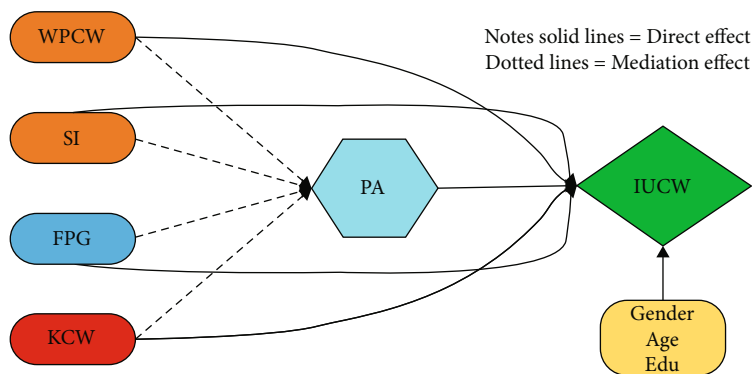 WPCW
Notes solid lines = Direct effect
Dotted lines = Mediation effect
SI
PA
IUCW
FPG
KCW
Gender
Age
Edu